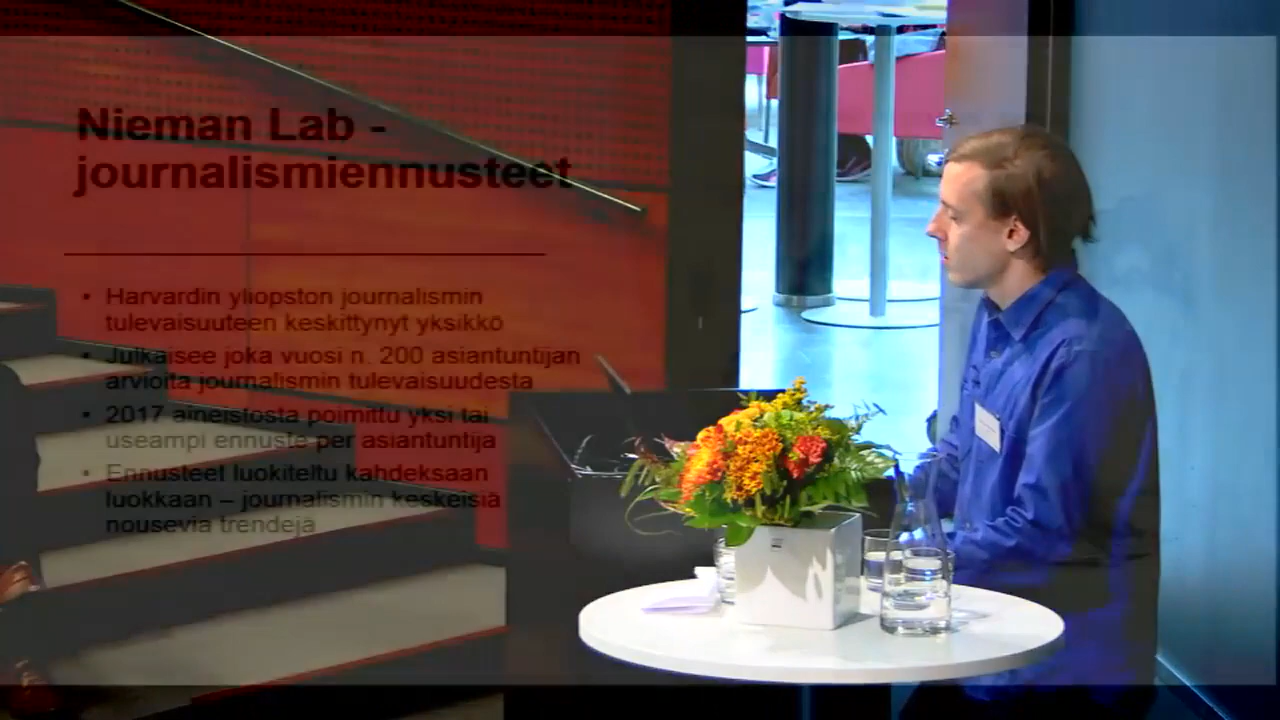 Nieman Lab -
journalismiennusteet
• Harvardin yliopston journalismin
tulevaisuuteen keskittynyt yksikkö
• Julkaisee joka vuosi n. 200 asiantuntijan
arvioita journalismin tulevaisuudesta
• 2017 aineistosta poimittu yksi tai
useampi ennuste per asiantuntija
• Ennusteet luokiteltu kahdeksaan
luokkaan – journalismin keskeisiä
nousevia trendejä